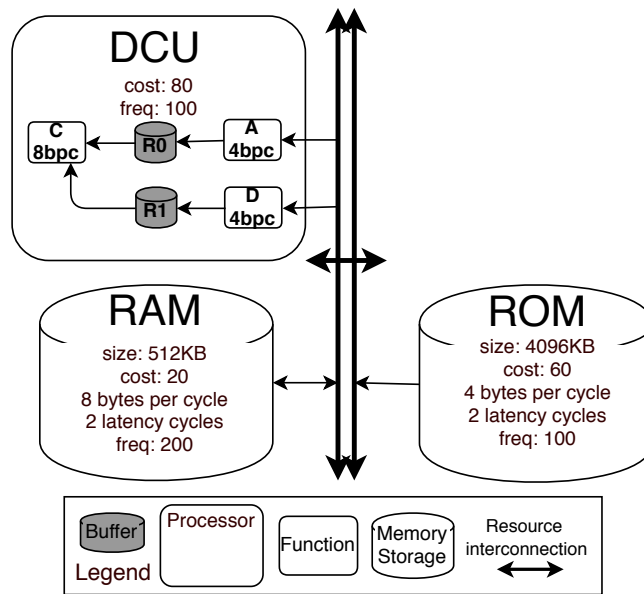 DCU
cost: 80
freq: 100
C
8bpc
R0
A
4bpc
R1
D
4bpc
RAM
size: 512KB
cost: 20
8 bytes per cycle
2 latency cycles
freq: 200
ROM
size: 4096KB
cost: 60
4 bytes per cycle
2 latency cycles
freq: 100
Buffer
Legend
Processor
Function
Memory
Storage
Resource
interconnection